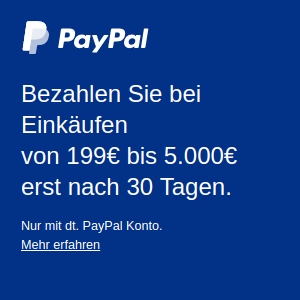 PayPal
Bezahlen Sie bei
Einkäufen
von 199€ bis 5.000€
erst nach 30 Tagen.
Nur mit dt. PayPal Konto.
Mehr erfahren